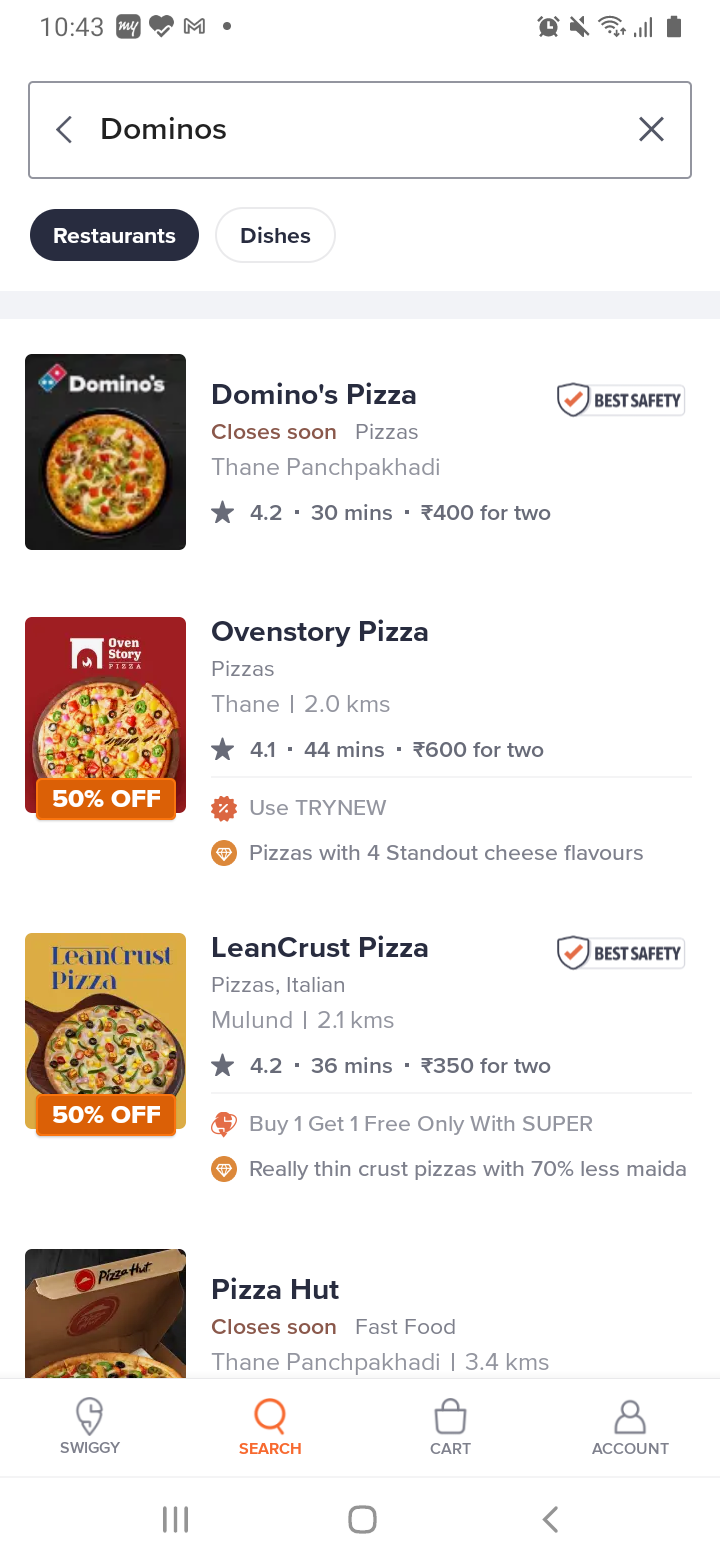 10:43 my
Dominos
Restaurants Dishes
Domino's
Domino's Pizza BEST SAFETY
Closes soon Pizzas
Thane Panchpakhadi
4.2 · 30 mins · ₹400 for two
Oven
Story
PIZZA
50% OFF
Ovenstory Pizza
Pizzas
Thane | 2.0 kms
4.1 · 44 mins · ₹600 for two
Use TRYNEW
Pizzas with 4 Standout cheese flavours
LeanCrust
Pizza
50% OFF
LeanCrust Pizza BEST SAFETY
Pizzas, Italian
Mulund | 2.1 kms
4.2 · 36 mins · ₹350 for two
Buy 1 Get 1 Free Only With SUPER
Really thin crust pizzas with 70% less maida
Pizza Hut
Pizza Hut
Closes soon Fast Food
Thane Panchpakhadi | 3.4 kms
SWIGGY SEARCH CART ACCOUNT